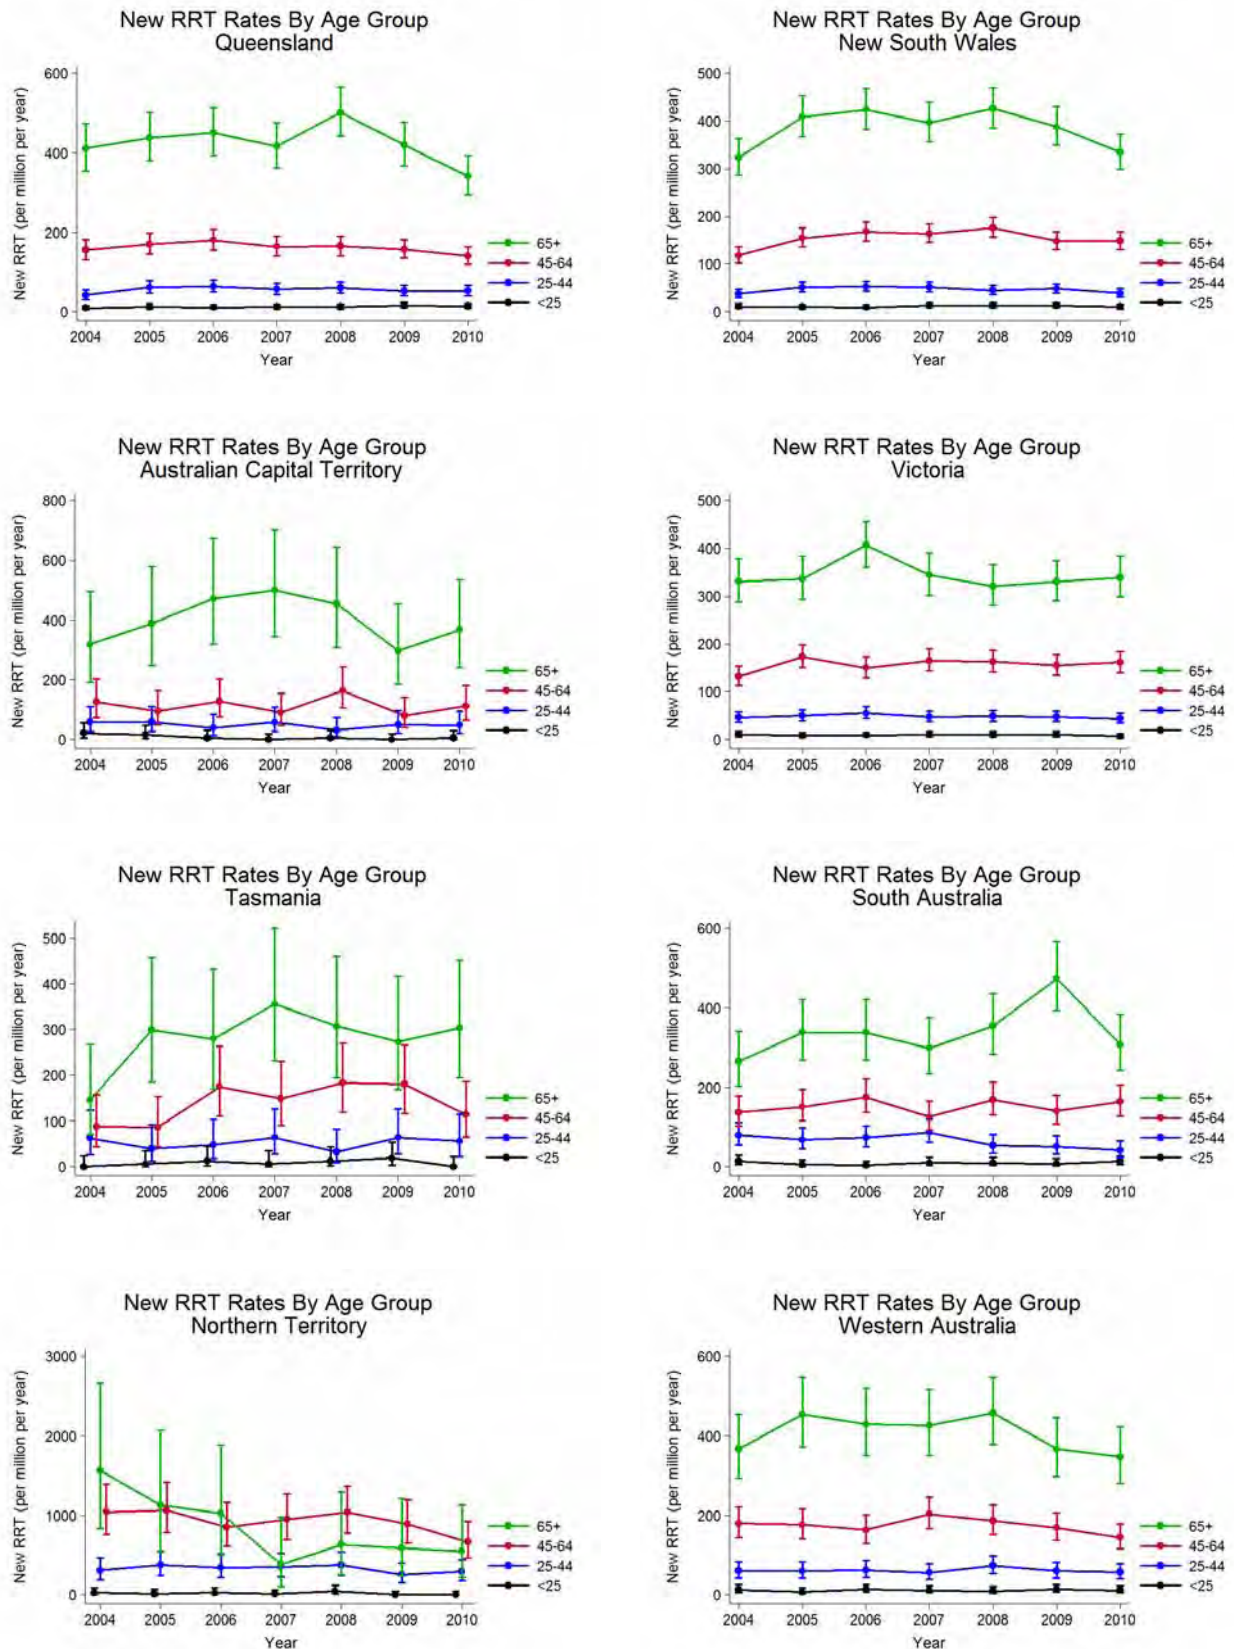 New RRT Rates By Age Group
Queensland
New RRT (per million per year)
600
400
200
0
2004 2005 2006 2007 2008 2009 2010
Year
65+
45-64
25-44
<25
New RRT Rates By Age Group
New South Wales
New RRT (per million per year)
500
400
300
200
100
0
2004 2005 2006 2007 2008 2009 2010
Year
65+
45-64
25-44
<25
New RRT Rates By Age Group
Australian Capital Territory
New RRT (per million per year)
800
600
400
200
0
2004 2005 2006 2007 2008 2009 2010
Year
65+
45-64
25-44
<25
New RRT Rates By Age Group
Victoria
New RRT (per million per year)
500
400
300
200
100
0
2004 2005 2006 2007 2008 2009 2010
Year
65+
45-64
25-44
<25
New RRT Rates By Age Group
Tasmania
New RRT (per million per year)
500
400
300
200
100
0
2004 2005 2006 2007 2008 2009 2010
Year
65+
45-64
25-44
<25
New RRT Rates By Age Group
South Australia
New RRT (per million per year)
600
400
200
0
2004 2005 2006 2007 2008 2009 2010
Year
65+
45-64
25-44
<25
New RRT Rates By Age Group
Northern Territory
New RRT (per million per year)
3000
2000
1000
0
2004 2005 2006 2007 2008 2009 2010
Year
65+
45-64
25-44
<25
New RRT Rates By Age Group
Western Australia
New RRT (per million per year)
600
400
200
0
2004 2005 2006 2007 2008 2009 2010
Year
65+
45-64
25-44
<25